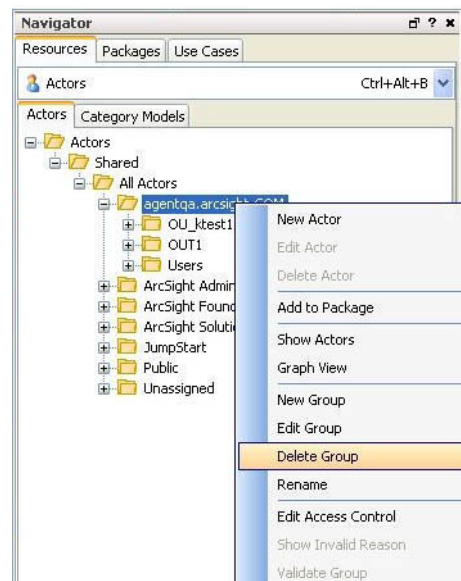 Navigator
Resources Packages Use Cases
Actors Ctrl+Alt+B
Actors Category Models
Actors
Shared
All Actors
agentqa.arcsight.COM
OU_ktest1
OUT1
Users
ArcSight Admin
ArcSight Found
ArcSight Soluti
JumpStart
Public
Unassigned
New Actor
Edit Actor
Delete Actor
Add to Package
Show Actors
Graph View
New Group
Edit Group
Delete Group
Rename
Edit Access Control
Show Invalid Reason
Validate Group